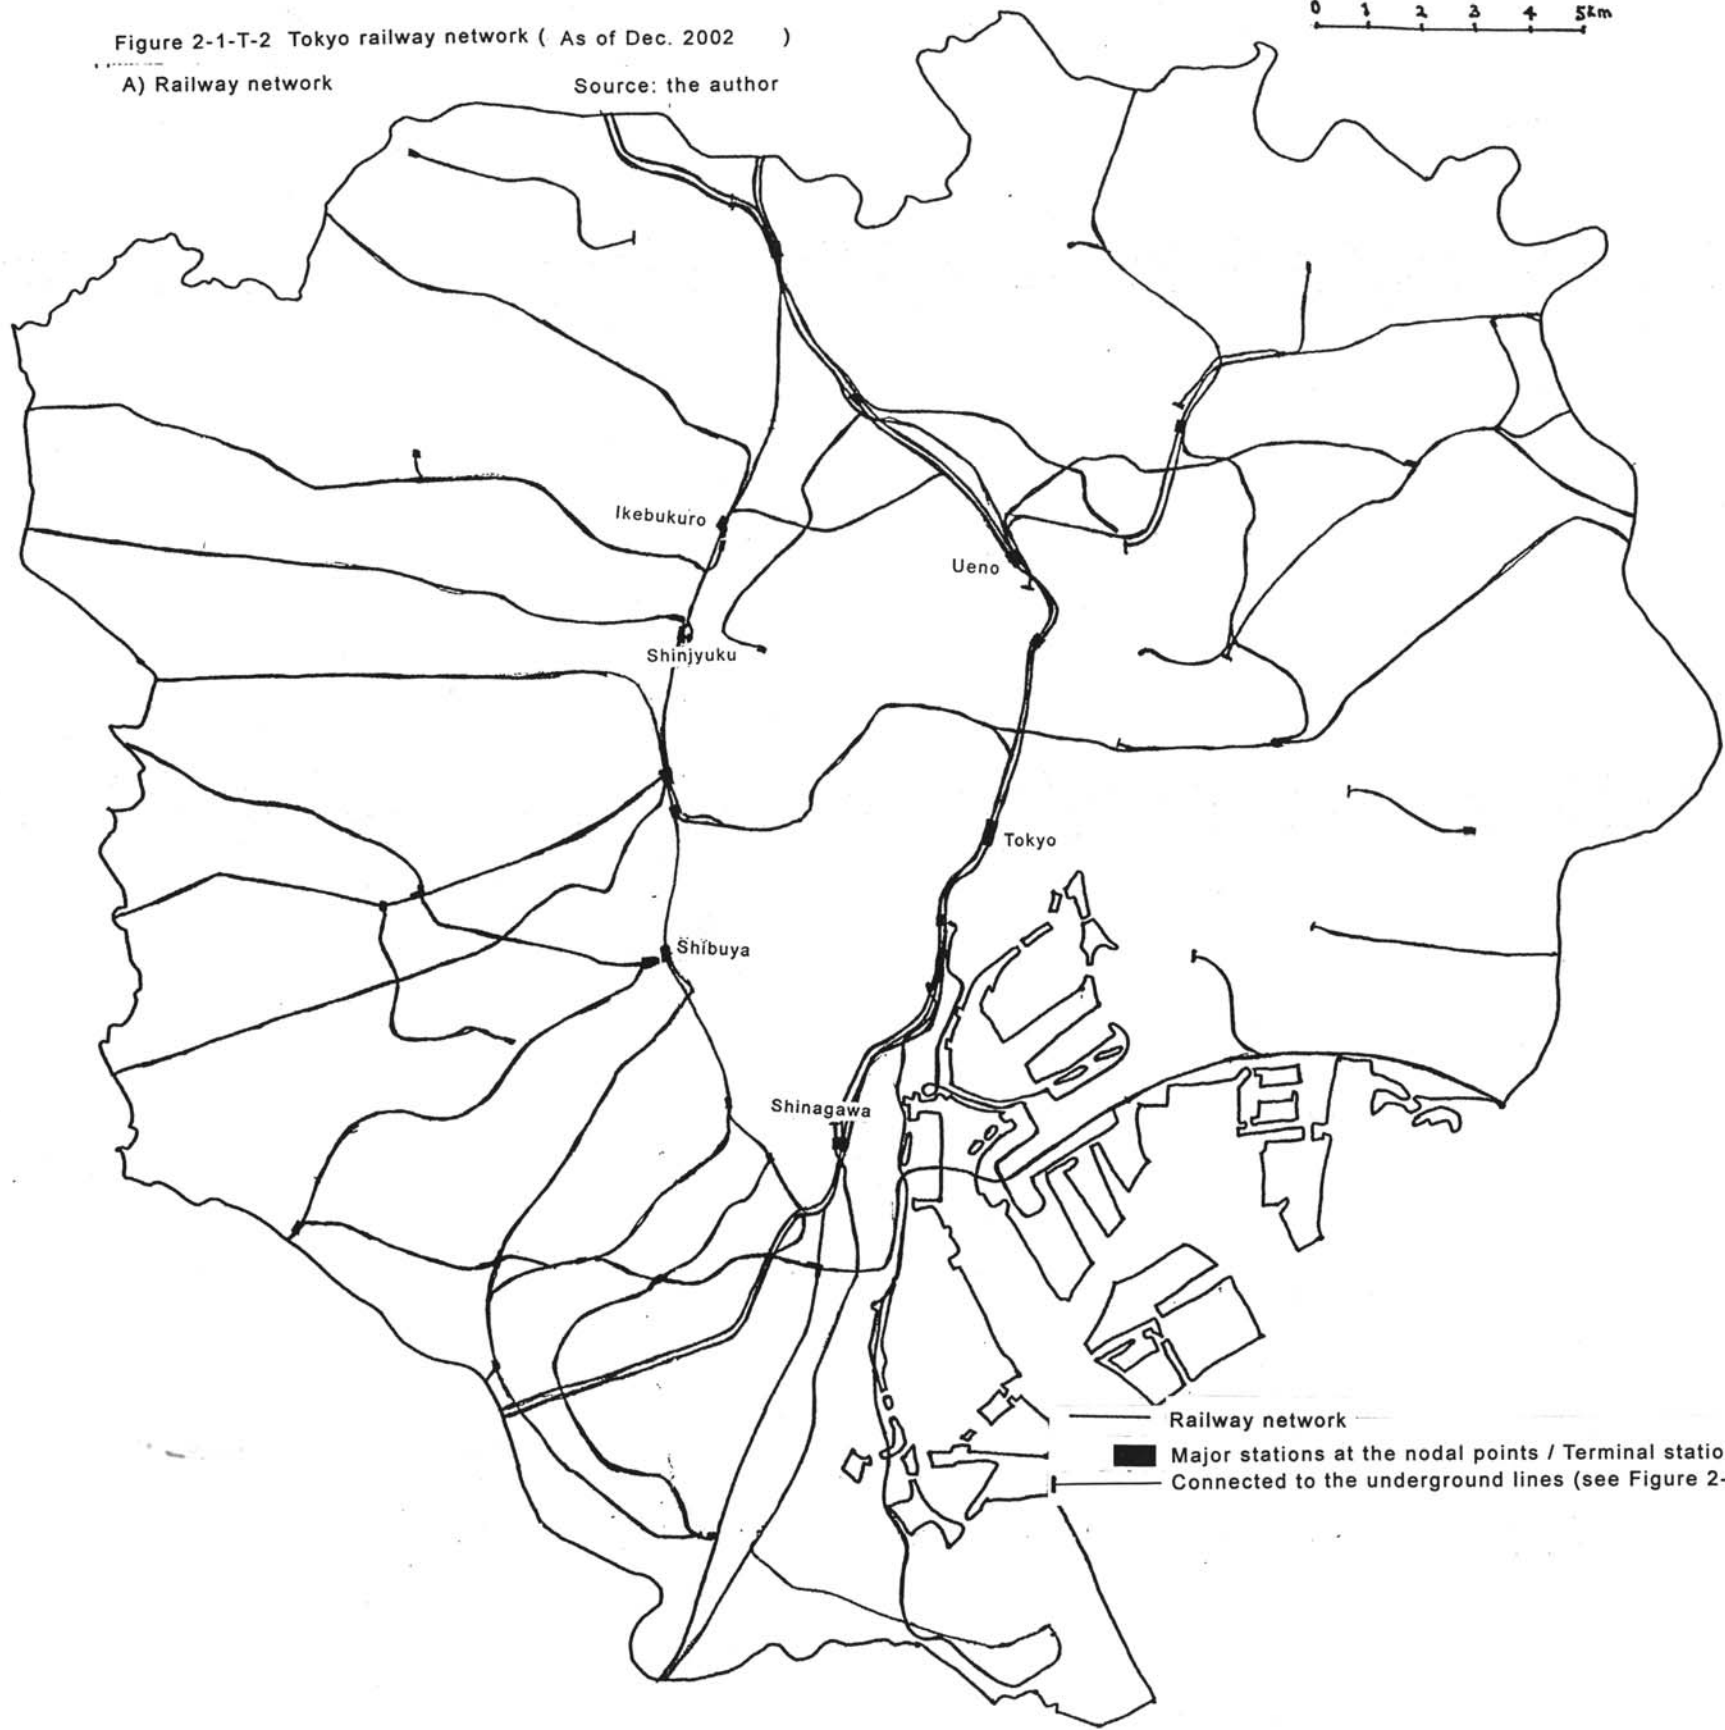 Figure 2-1-T-2 Tokyo railway network ( As of Dec. 2002 )
A) Railway network
Source: the author
0 1 2 3 4 5km
Ikebukuro
Ueno
Shinjyuku
Tokyo
Shibuya
Shinagawa
Railway network
Major stations at the nodal points / Terminal statio
Connected to the underground lines (see Figure 2-